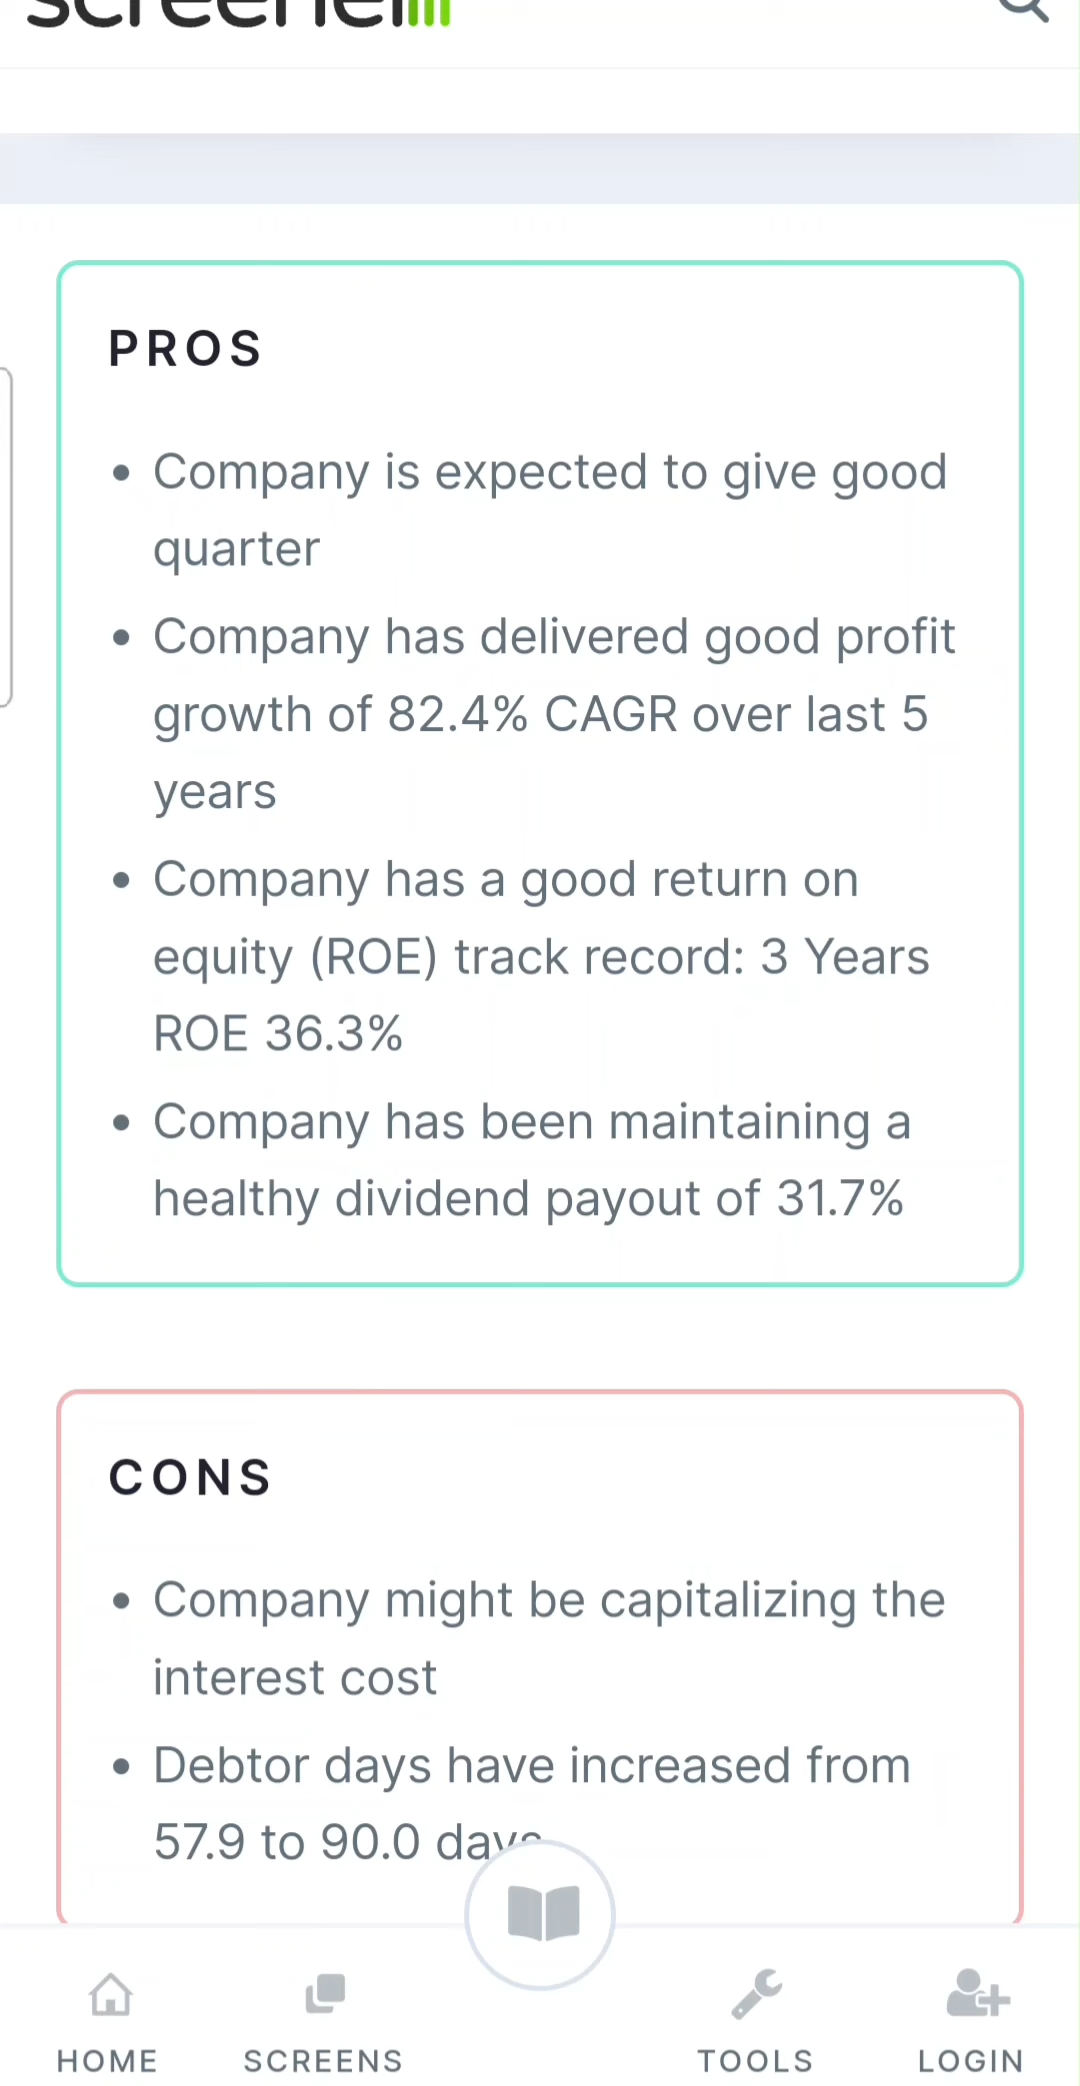 screener
PROS
• Company is expected to give good
quarter
• Company has delivered good profit
growth of 82.4% CAGR over last 5
years
• Company has a good return on
equity (ROE) track record: 3 Years
ROE 36.3%
• Company has been maintaining a
healthy dividend payout of 31.7%
CONS
• Company might be capitalizing the
interest cost
• Debtor days have increased from
57.9 to 90.0 days
HOME
SCREENS
TOOLS
LOGIN